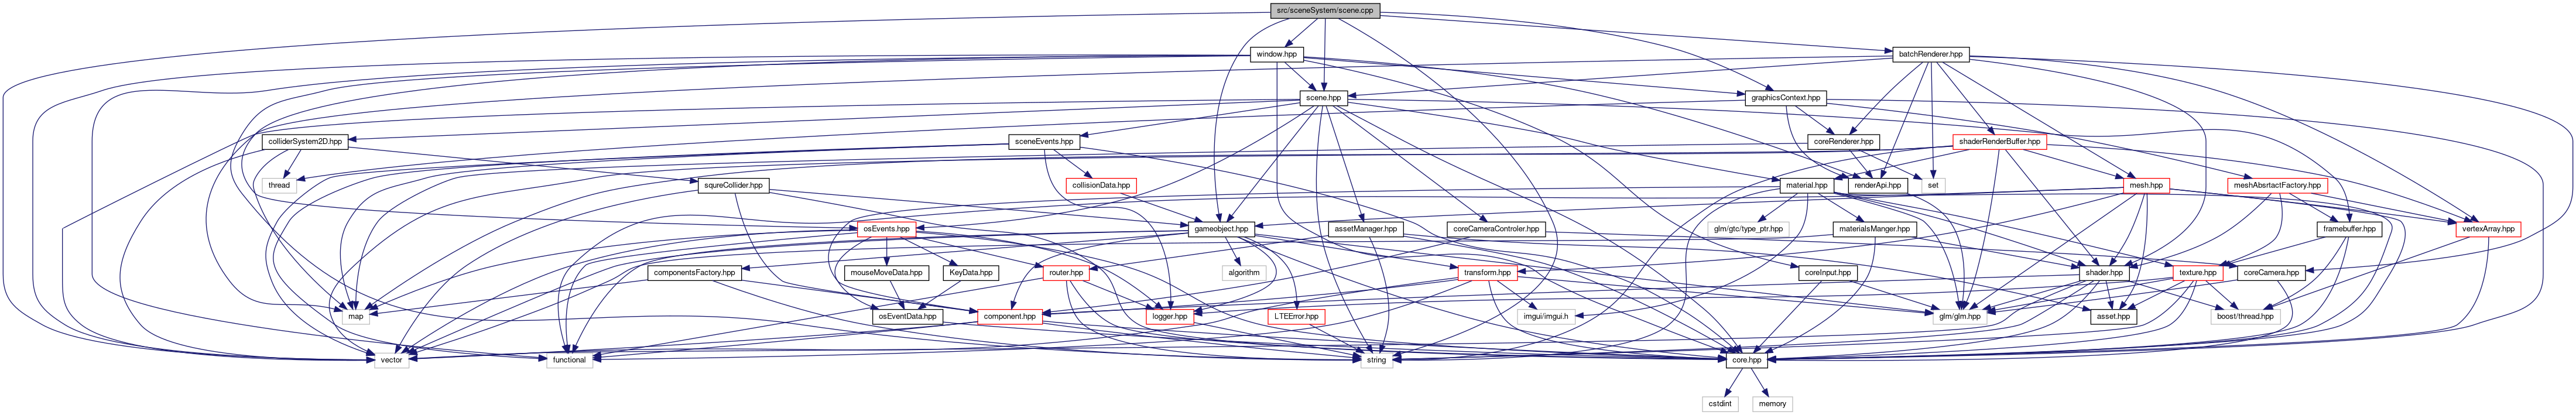 src/sceneSystem/scene.cpp
window.hpp
batchRenderer.hpp
scene.hpp
graphicsContext.hpp
colliderSystem2D.hpp
sceneEvents.hpp
coreRenderer.hpp
shaderRenderBuffer.hpp
thread
squreCollider.hpp
collisionData.hpp
material.hpp
renderApi.hpp
set
mesh.hpp
meshAbsrtactFactory.hpp
osEvents.hpp
gameobject.hpp
assetManager.hpp
coreCameraControler.hpp
glm/gtc/type_ptr.hpp
materialsManger.hpp
framebuffer.hpp
vertexArray.hpp
componentsFactory.hpp
mouseMoveData.hpp
KeyData.hpp
router.hpp
algorithm
transform.hpp
coreInput.hpp
shader.hpp
texture.hpp
coreCamera.hpp
map
osEventData.hpp
component.hpp
logger.hpp
LTEError.hpp
imgui/imgui.h
glm/glm.hpp
asset.hpp
boost/thread.hpp
vector
functional
string
core.hpp
cstdint
memory